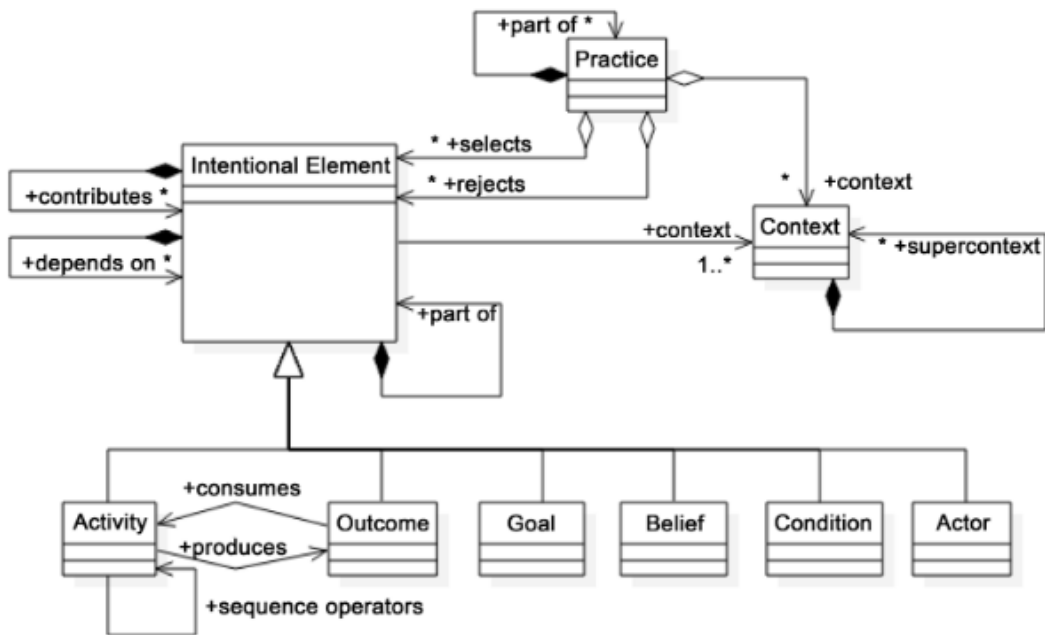 +part of *
Practice
Intentional Element
* +selects
+contributes *
* +rejects
* +context
+context
Context
+depends on *
1..*
* +supercontext
+part of
+consumes
Activity
Outcome
Goal
Belief
Condition
Actor
+produces
+sequence operators